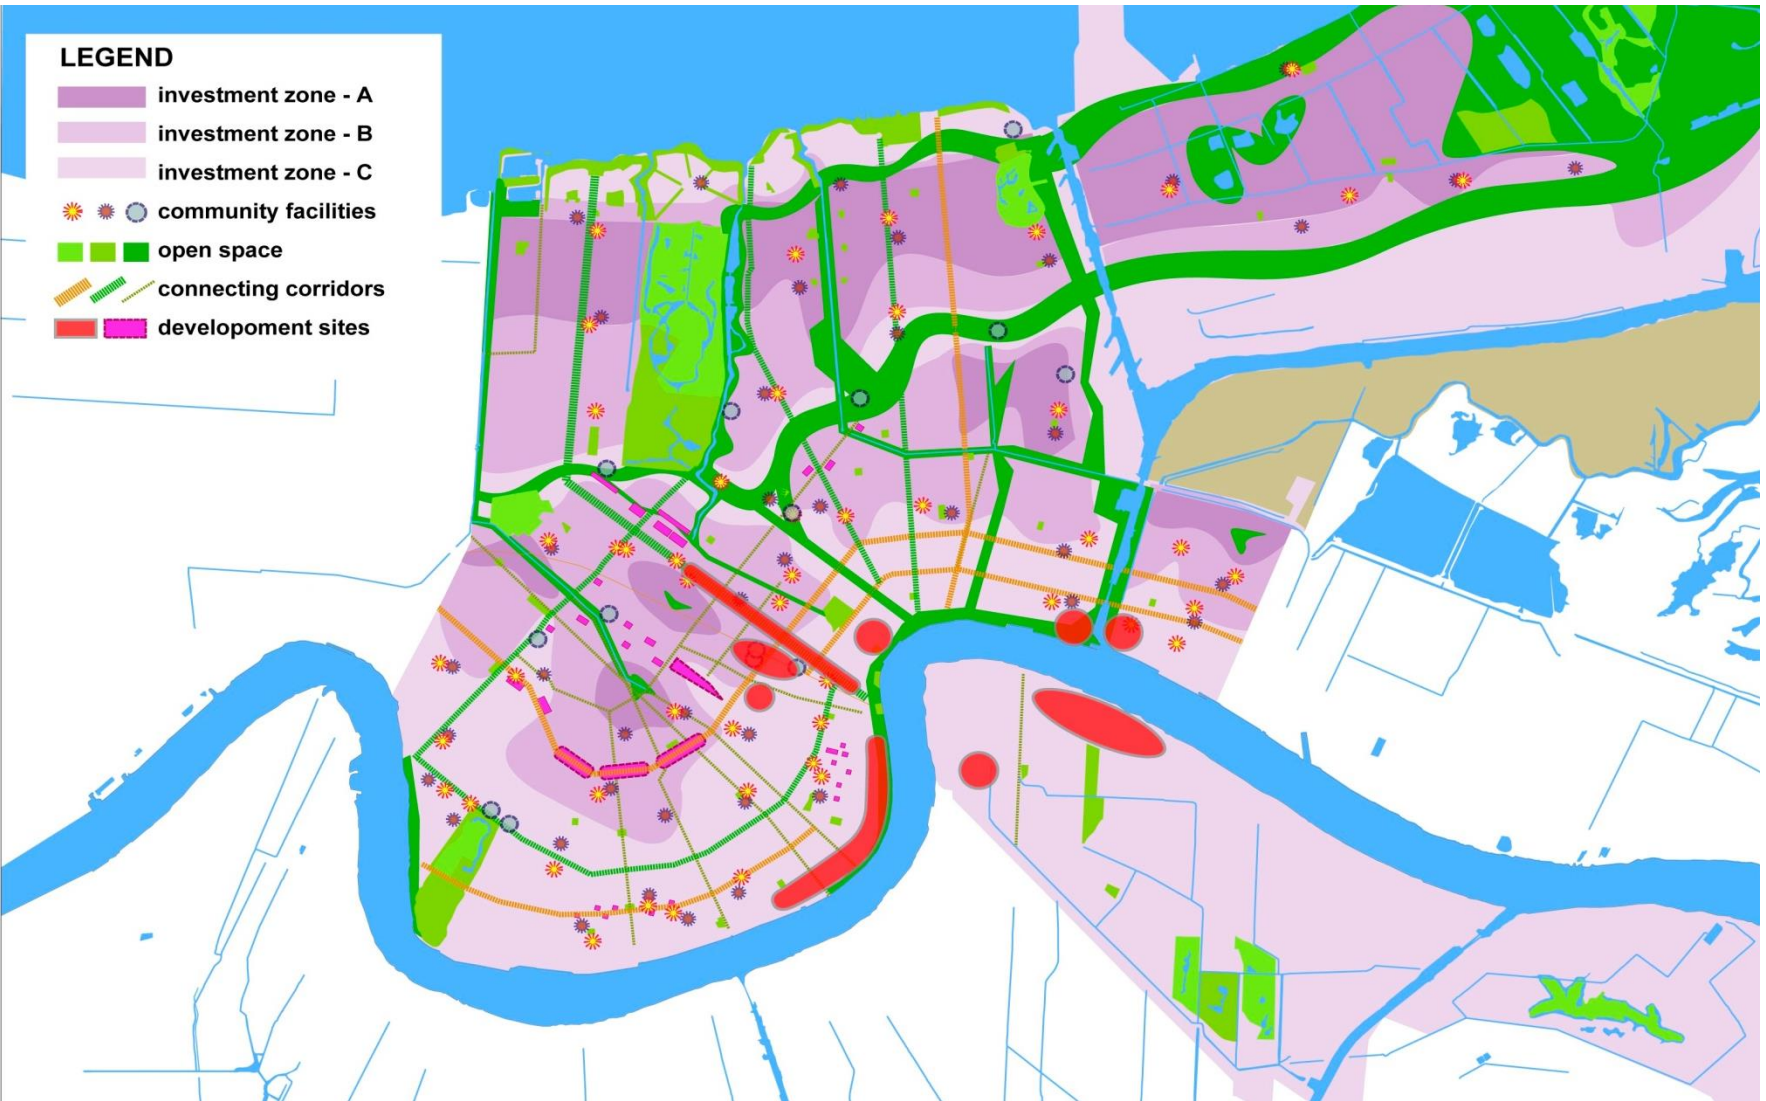 LEGEND
investment zone - A
investment zone - B
investment zone - C
community facilities
open space
connecting corridors
developoment sites